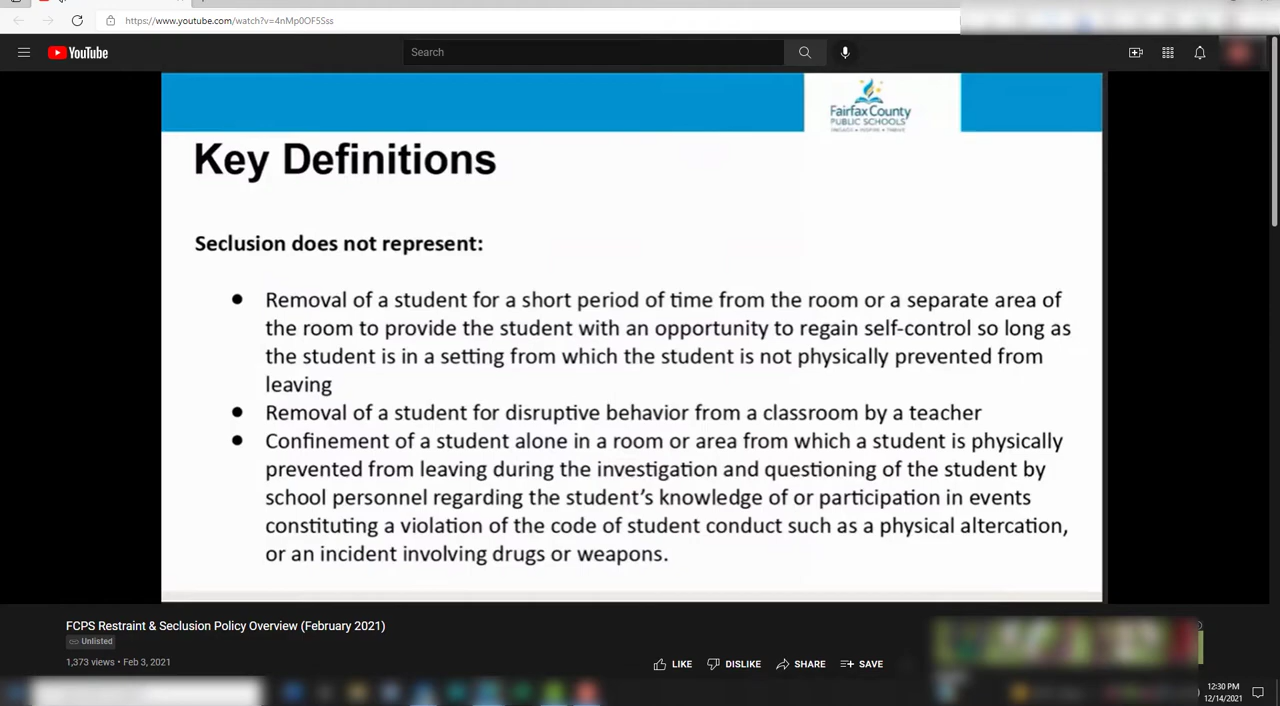 https://www.youtube.com/watch?v=4nMp0OF5Sss
YouTube
Search
Fairfax County
PUBLIC SCHOOLS
ENGAGE • INSPIRE • THRIVE
Key Definitions
Seclusion does not represent:
● Removal of a student for a short period of time from the room or a separate area of
the room to provide the student with an opportunity to regain self-control so long as
the student is in a setting from which the student is not physically prevented from
leaving
● Removal of a student for disruptive behavior from a classroom by a teacher
● Confinement of a student alone in a room or area from which a student is physically
prevented from leaving during the investigation and questioning of the student by
school personnel regarding the student's knowledge of or participation in events
constituting a violation of the code of student conduct such as a physical altercation,
or an incident involving drugs or weapons.
FCPS Restraint & Seclusion Policy Overview (February 2021)
Unlisted
1,373 views • Feb 3, 2021
LIKE DISLIKE SHARE SAVE
12:30 PM
12/14/2021